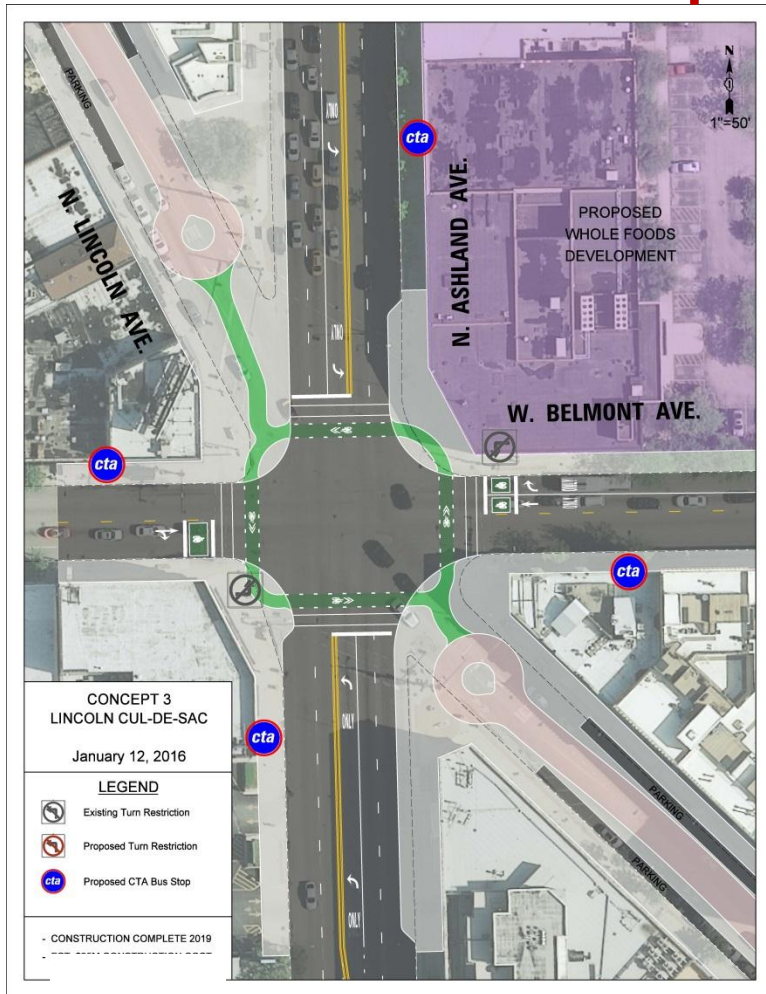 PARKING
N
1"=50'
cta
N. LINCOLN AVE.
N. ASHLAND AVE.
PROPOSED
WHOLE FOODS
DEVELOPMENT
ONLY
ONLY
W. BELMONT AVE.
cta
ONLY
ONLY
cta
CONCEPT 3
LINCOLN CUL-DE-SAC
January 12, 2016
cta
ONLY
ONLY
PARKING
PARKING
LEGEND
Existing Turn Restriction
Proposed Turn Restriction
cta
Proposed CTA Bus Stop
- CONSTRUCTION COMPLETE 2019